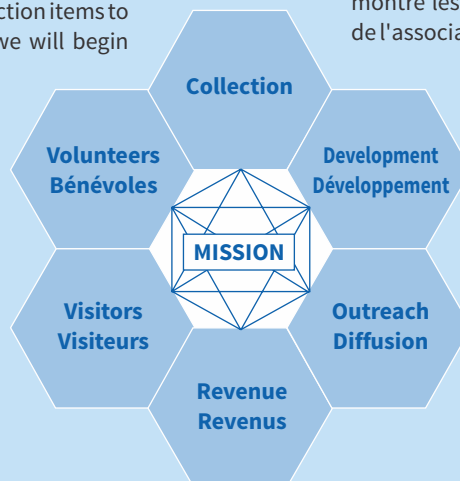 ction items to
we will begin
montre les
de l'associa
Collection
Volunteers
Bénévoles
Development
Développement
MISSION
Visitors
Visiteurs
Outreach
Diffusion
Revenue
Revenus